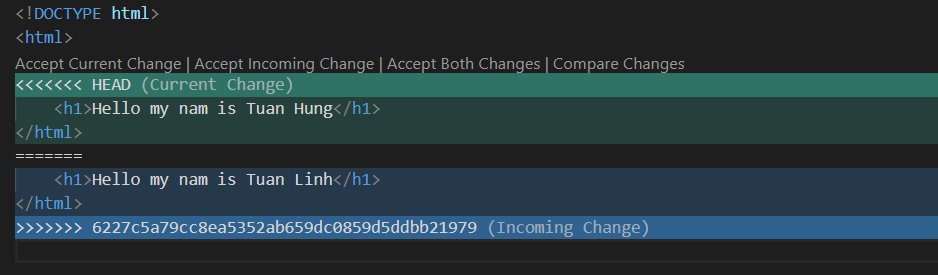 <!DOCTYPE html>
<html>
Accept Current Change | Accept Incoming Change | Accept Both Changes | Compare Changes
<<<<<<< HEAD (Current Change)
    <h1>Hello my nam is Tuan Hung</h1>
</html>
=======
    <h1>Hello my nam is Tuan Linh</h1>
</html>
>>>>>>> 6227c5a79cc8ea5352ab659dc0859d5ddbb21979 (Incoming Change)